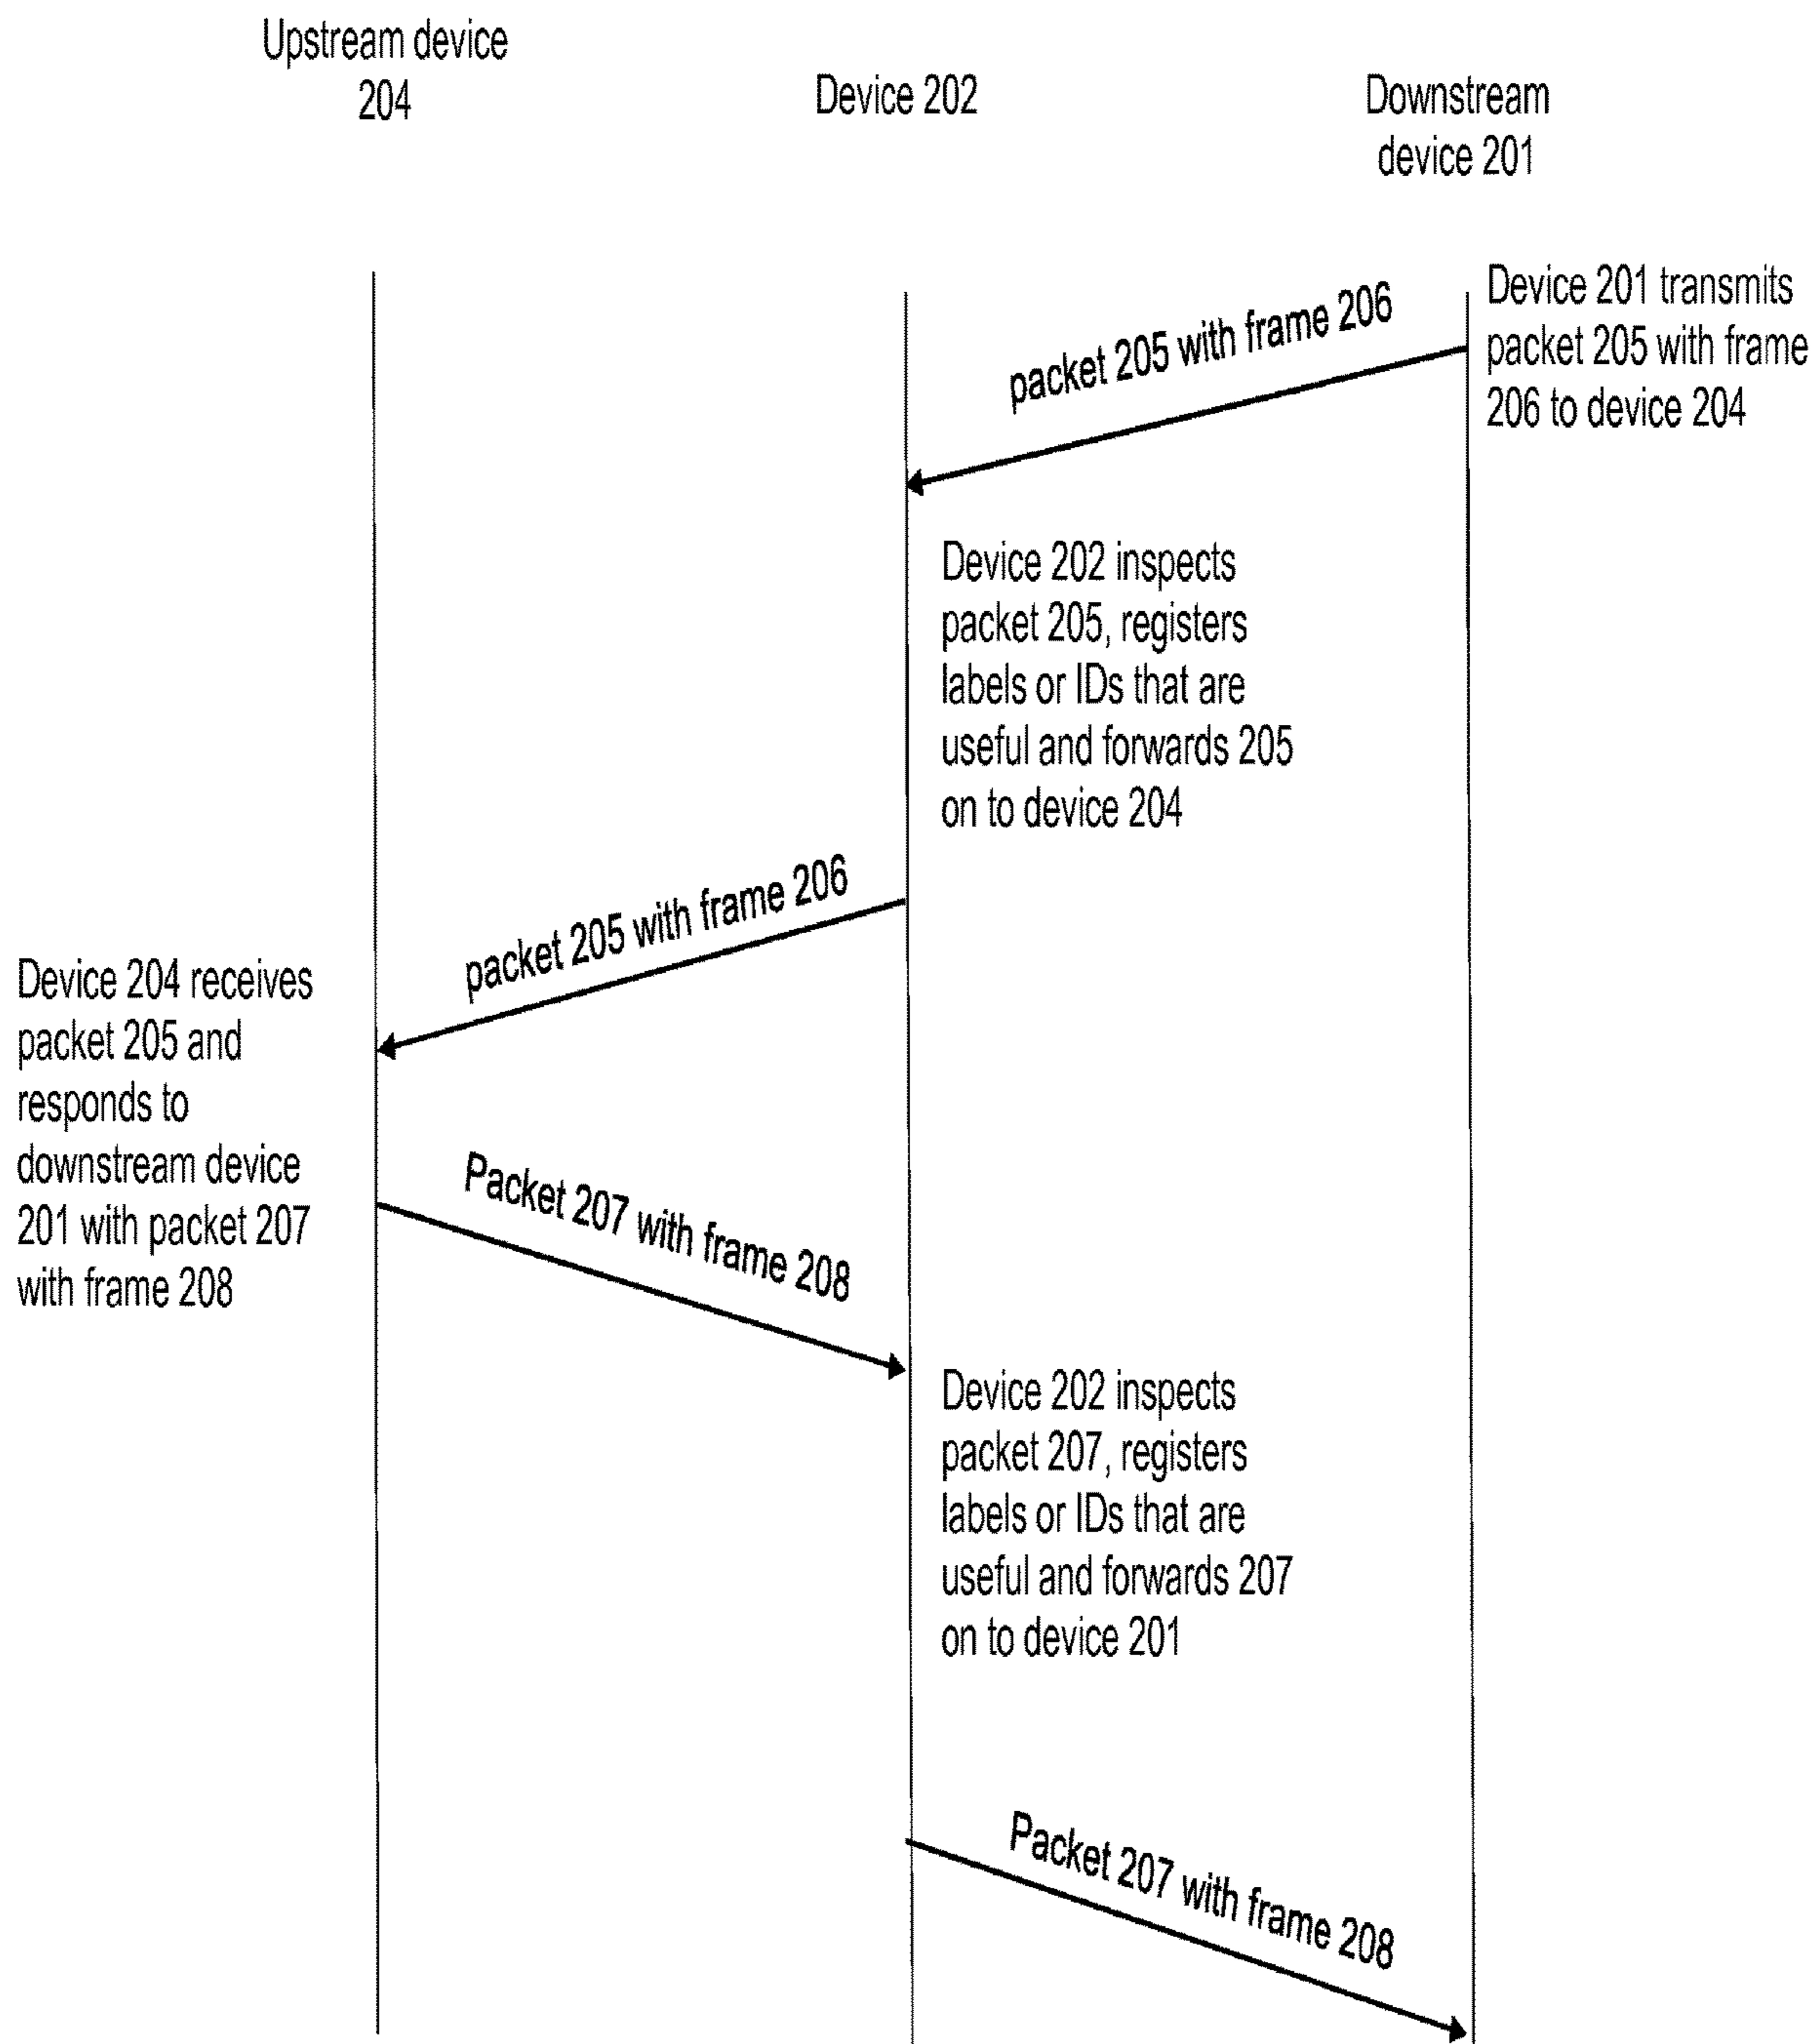 Upstream device
204
Device 202
Downstream
device 201
Device 201 transmits
packet 205 with frame
206 to device 204
packet 205 with frame 206
Device 202 inspects
packet 205, registers
labels or IDs that are
useful and forwards 205
on to device 204
packet 205 with frame 206
Device 204 receives
packet 205 and
responds to
downstream device
201 with packet 207
with frame 208
Packet 207 with frame 208
Device 202 inspects
packet 207, registers
labels or IDs that are
useful and forwards 207
on to device 201
Packet 207 with frame 208